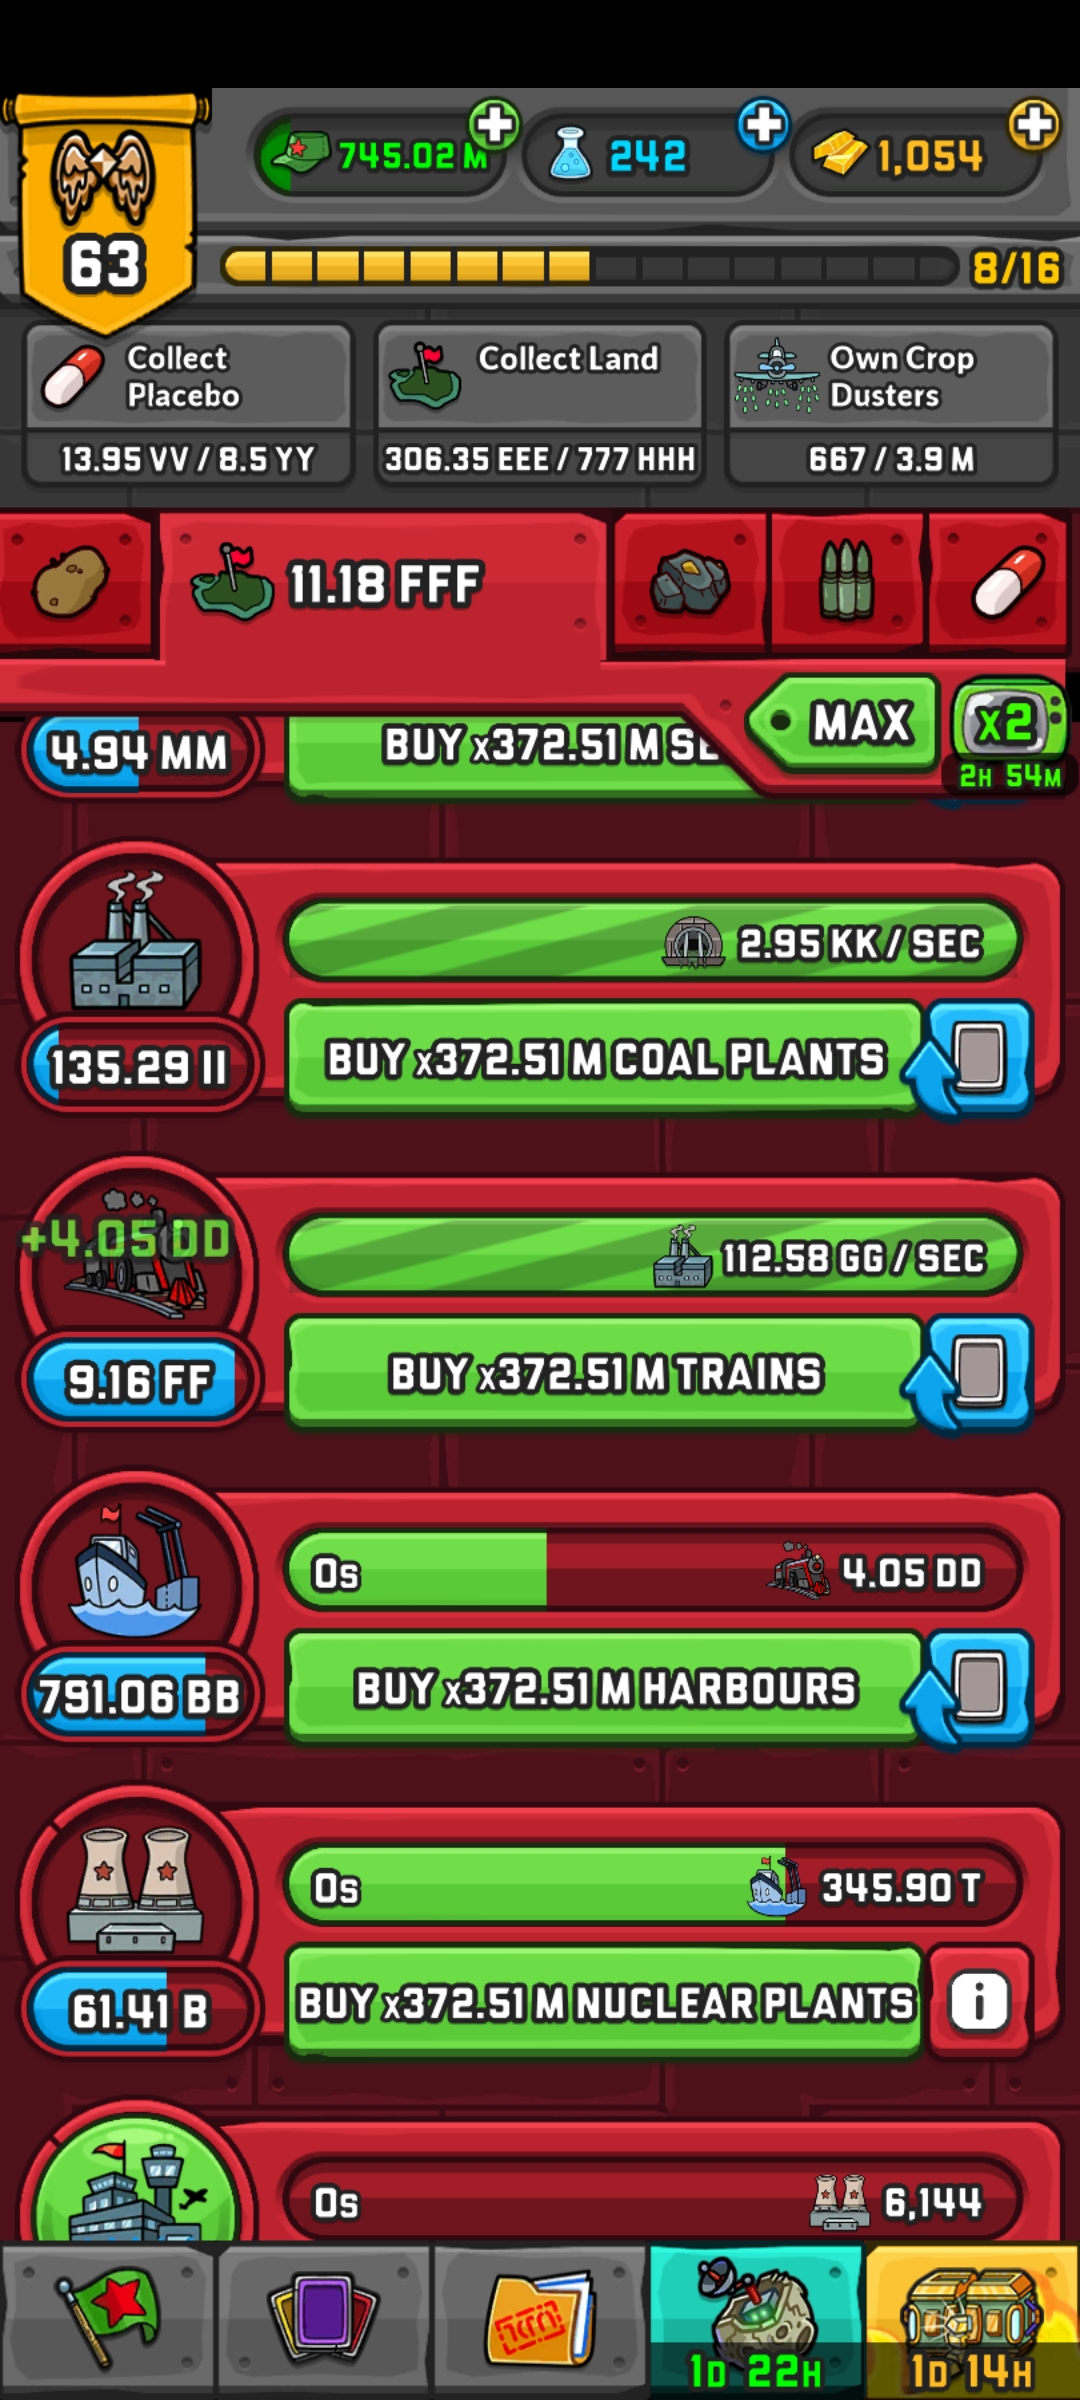 745.02 M
242
1,054
63
8/16
Collect
Placebo
13.95 VV / 8.5 YY
Collect Land
306.35 EEE / 777 HHH
Own Crop
Dusters
667 / 3.9 M
11.18 FFF
MAX
x2
2H 54M
4.94 MM
BUY x372.51 M SE
2.95 KK / SEC
135.29 II
BUY x372.51 M COAL PLANTS
+4.05 DD
112.58 GG / SEC
9.16 FF
BUY x372.51 M TRAINS
0s
4.05 DD
791.06 BB
BUY x372.51 M HARBOURS
0s
345.90 T
61.41 B
BUY x372.51 M NUCLEAR PLANTS
i
0s
6,144
1D 22H
1D 14H